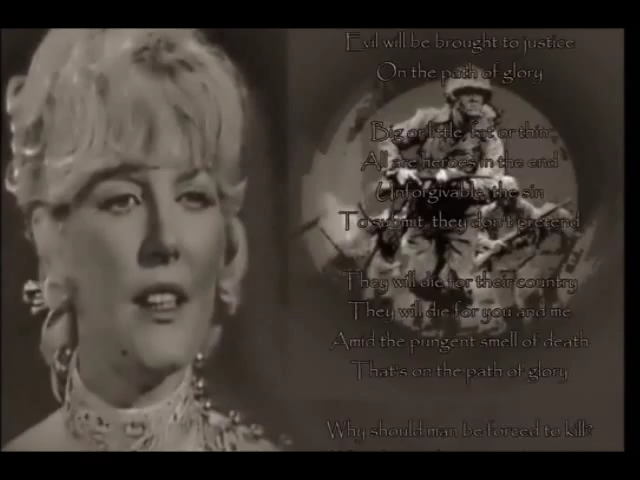 Evil will be brought to justice
On the path of glory
Big or little, fat or thin
All are heroes in the end
Unforgivable, the sin
To submit, they don't pretend
They will die for their country
They will die for you and me
Amid the pungent smell of death
That's on the path of glory
Why should man be forced to kill?